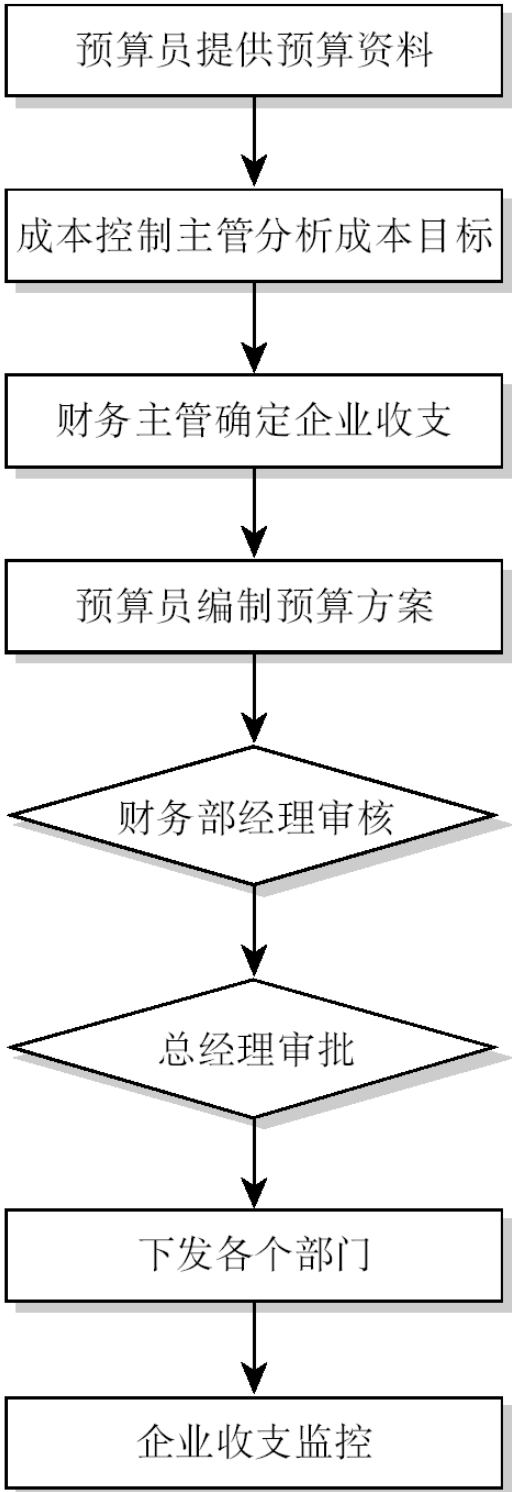 预算员提供预算资料
成本控制主管分析成本目标
财务主管确定企业收支
预算员编制预算方案
财务部经理审核
总经理审批
下发各个部门
企业收支监控